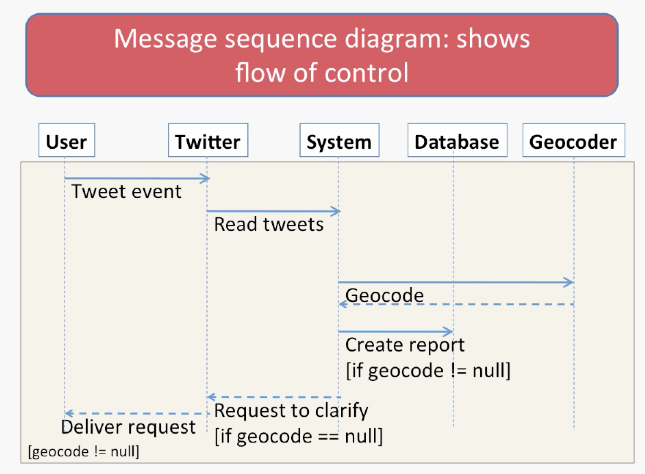 Message sequence diagram: shows
flow of control
User
Twitter
System
Database
Geocoder
Tweet event
Read tweets
Geocode
Create report
[if geocode != null]
Request to clarify
[if geocode == null]
Deliver request
[geocode != null]